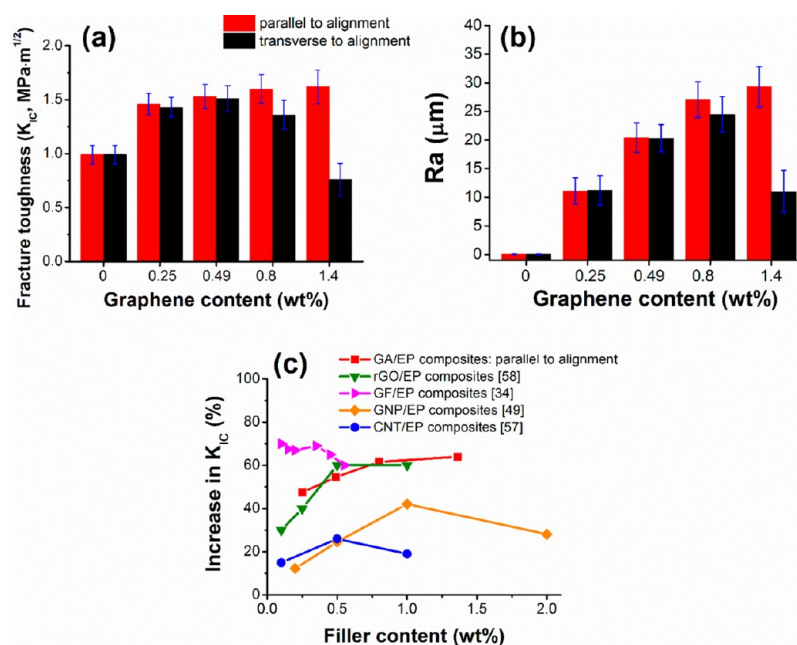 (a)
parallel to alignment
transverse to alignment
Fracture toughness (K_IC, MPa·m^1/2)
2.0
1.5
1.0
0.5
0.0
0 0.25 0.49 0.8 1.4
Graphene content (wt%)
(b)
Ra (μm)
40
35
30
25
20
15
10
5
0
0 0.25 0.49 0.8 1.4
Graphene content (wt%)
(c)
GA/EP composites: parallel to alignment
rGO/EP composites [58]
GF/EP composites [34]
GNP/EP composites [49]
CNT/EP composites [57]
Increase in K_IC (%)
100
80
60
40
20
0
0.0 0.5 1.0 1.5 2.0
Filler content (wt%)